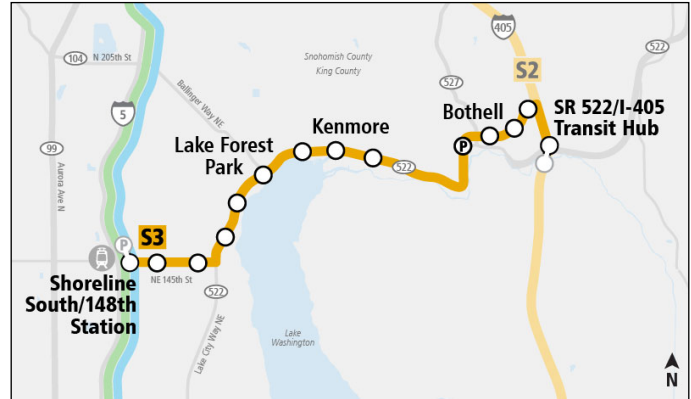 405
522
104
N 205th St
Snohomish County
King County
S2
527
Ballinger Way NE
5
Bothell
SR 522/I-405
Transit Hub
Kenmore
99
Lake Forest
Park
P
522
Aurora Ave N
P
S3
NE 145th St
Shoreline
South/148th
Station
522
Lake City Way NE
Lake
Washington
N